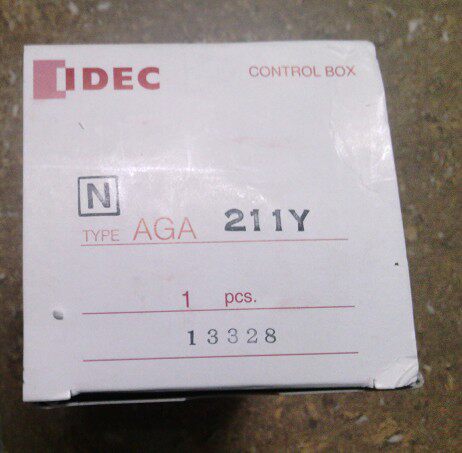 IDEC CONTROL BOX
N
TYPE AGA 211Y
1 pcs.
13328